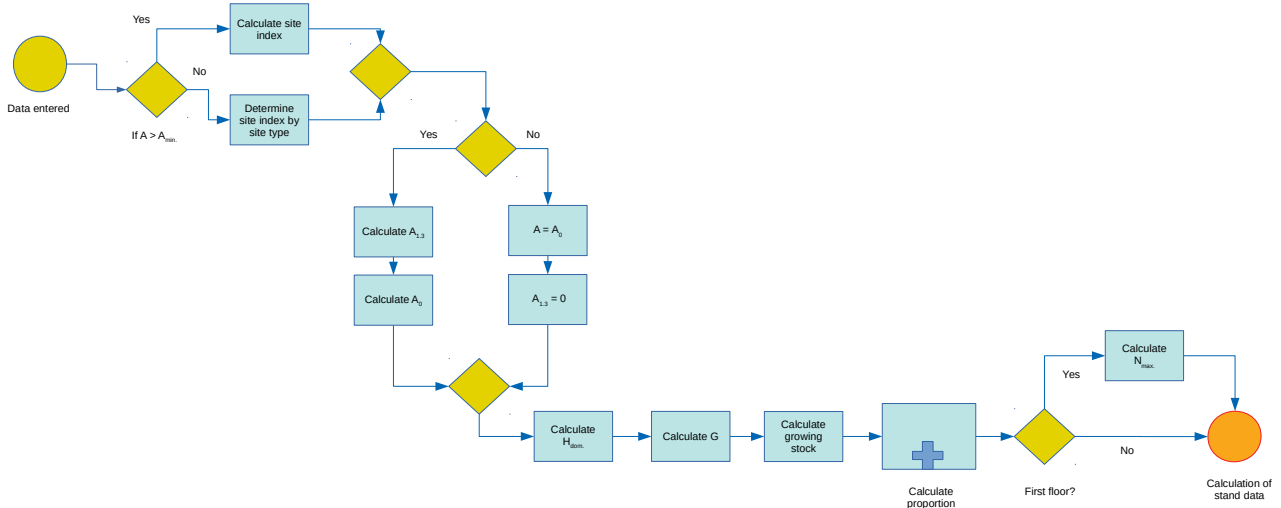 Data entered
If A > Amin.
Yes
No
Calculate site
index
Determine
site index by
site type
Yes
No
Calculate A1.3
Calculate A0
A = A0
A1.3 = 0
Calculate
Hdom.
Calculate G
Calculate
growing
stock
Calculate
proportion
First floor?
Yes
No
Calculate
Nmax.
Calculation of
stand data